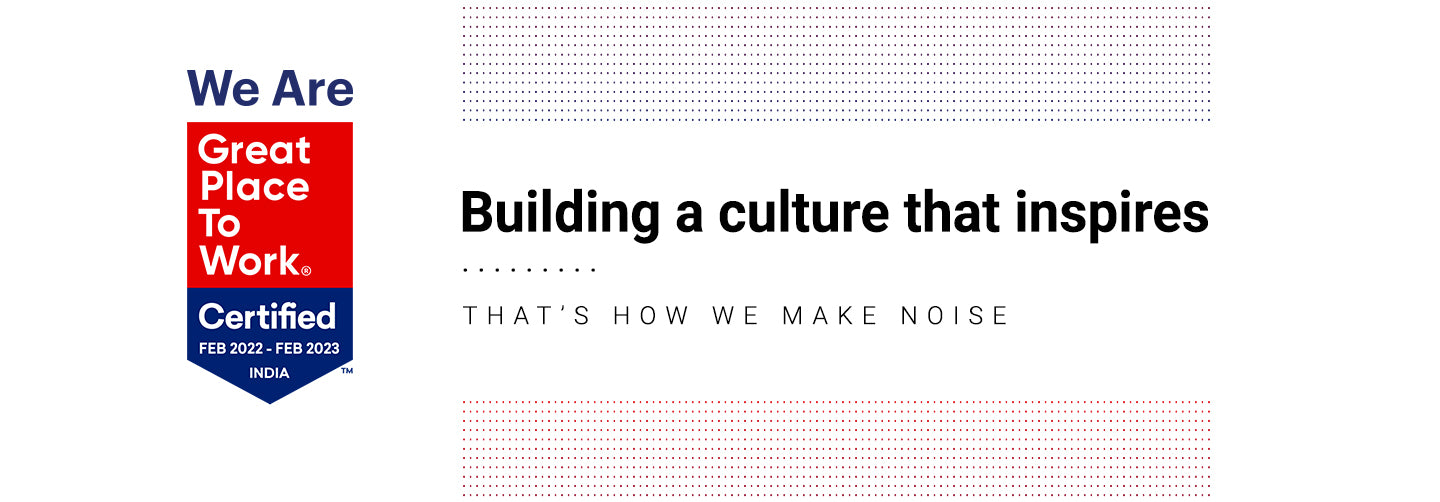 We Are
Great
Place
To
Work®
Certified
FEB 2022 - FEB 2023
INDIA
™
Building a culture that inspires
THAT’S HOW WE MAKE NOISE